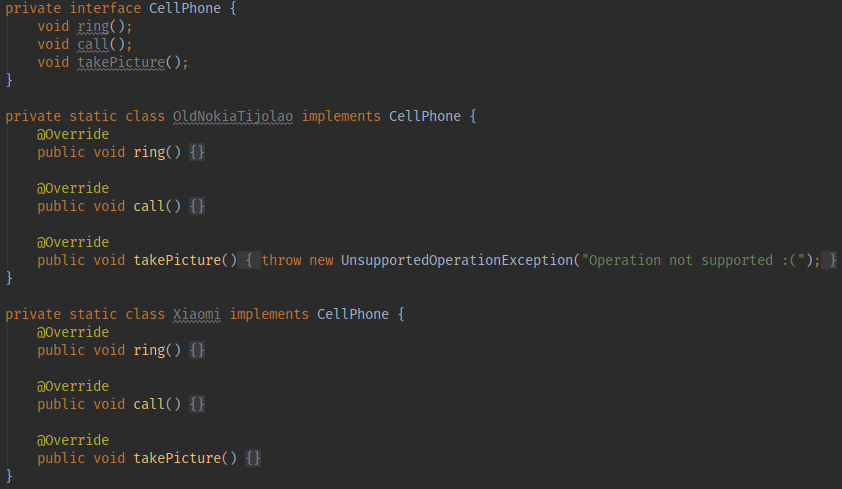 private interface CellPhone {
    void ring();
    void call();
    void takePicture();
}

private static class OldNokiaTijolao implements CellPhone {
    @Override
    public void ring() {}

    @Override
    public void call() {}

    @Override
    public void takePicture() { throw new UnsupportedOperationException("Operation not supported :("); }
}

private static class Xiaomi implements CellPhone {
    @Override
    public void ring() {}

    @Override
    public void call() {}

    @Override
    public void takePicture() {}
}